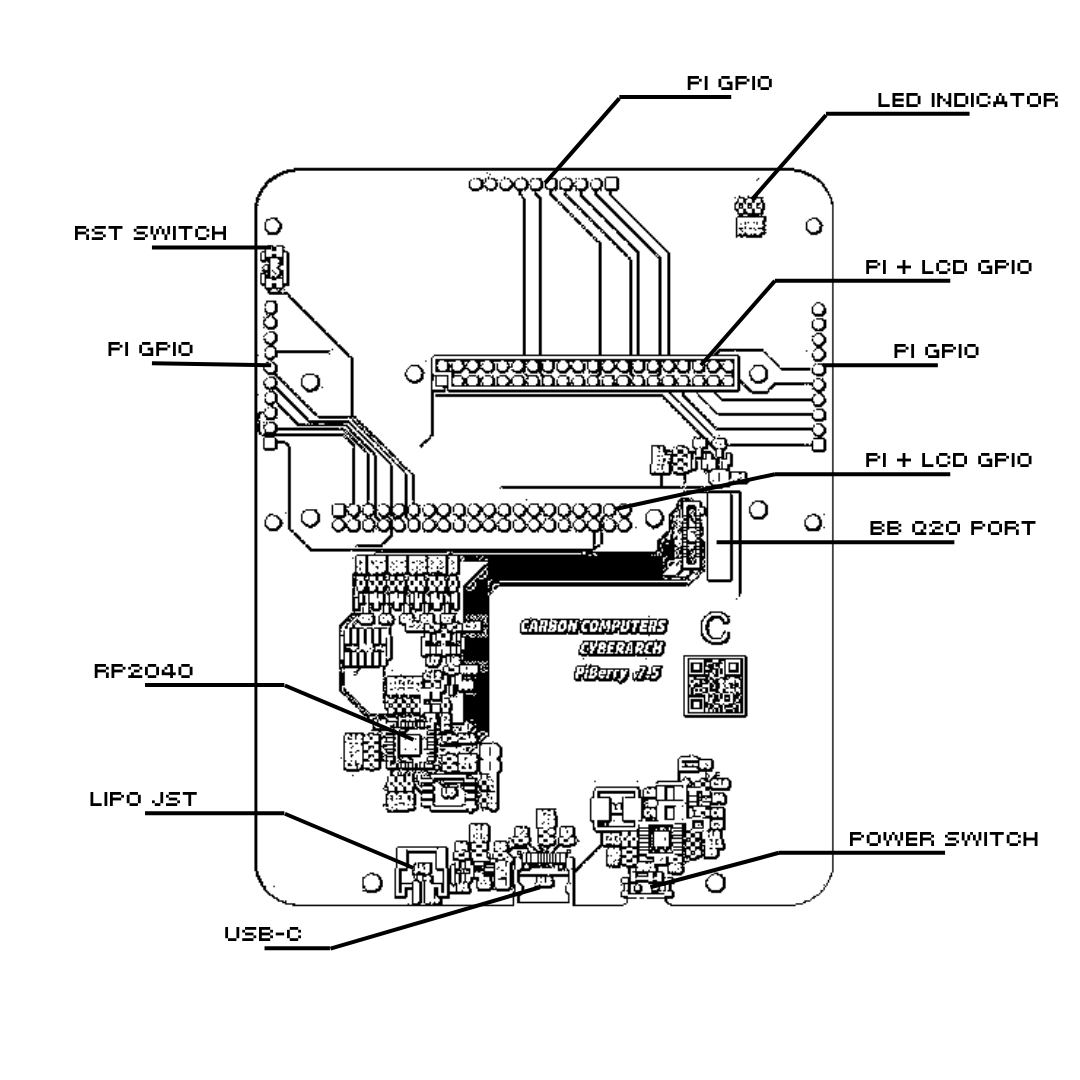 PI GPIO
LED INDICATOR
RST SWITCH
PI + LCD GPIO
PI GPIO
PI GPIO
PI + LCD GPIO
BB Q20 PORT
CARBON COMPUTERS
CYBERARCH
PiBerry v7.5
C
RP2040
LIPO JST
POWER SWITCH
USB-C